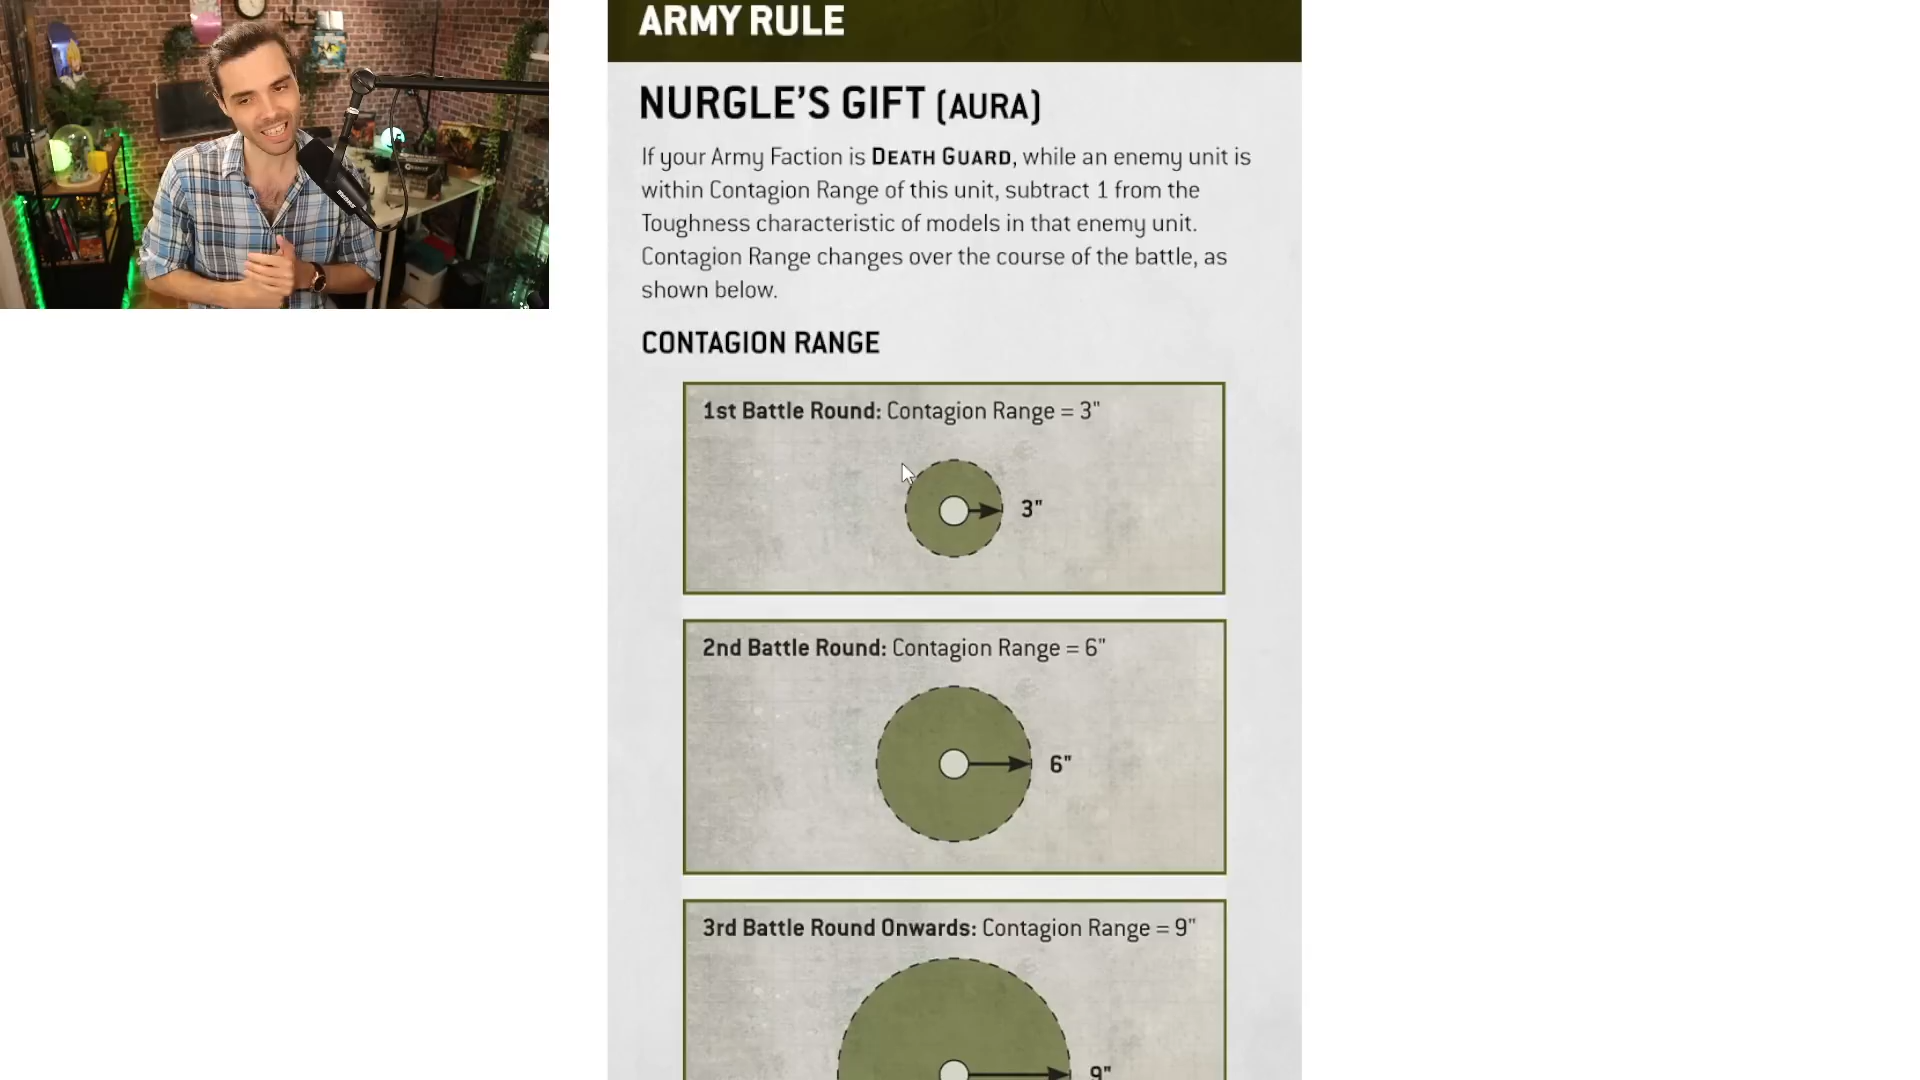 ARMY RULE
NURGLE'S GIFT (AURA)
If your Army Faction is DEATH GUARD, while an enemy unit is
within Contagion Range of this unit, subtract 1 from the
Toughness characteristic of models in that enemy unit.
Contagion Range changes over the course of the battle, as
shown below.
CONTAGION RANGE
1st Battle Round: Contagion Range = 3"
3"
2nd Battle Round: Contagion Range = 6"
6"
3rd Battle Round Onwards: Contagion Range = 9"
9"